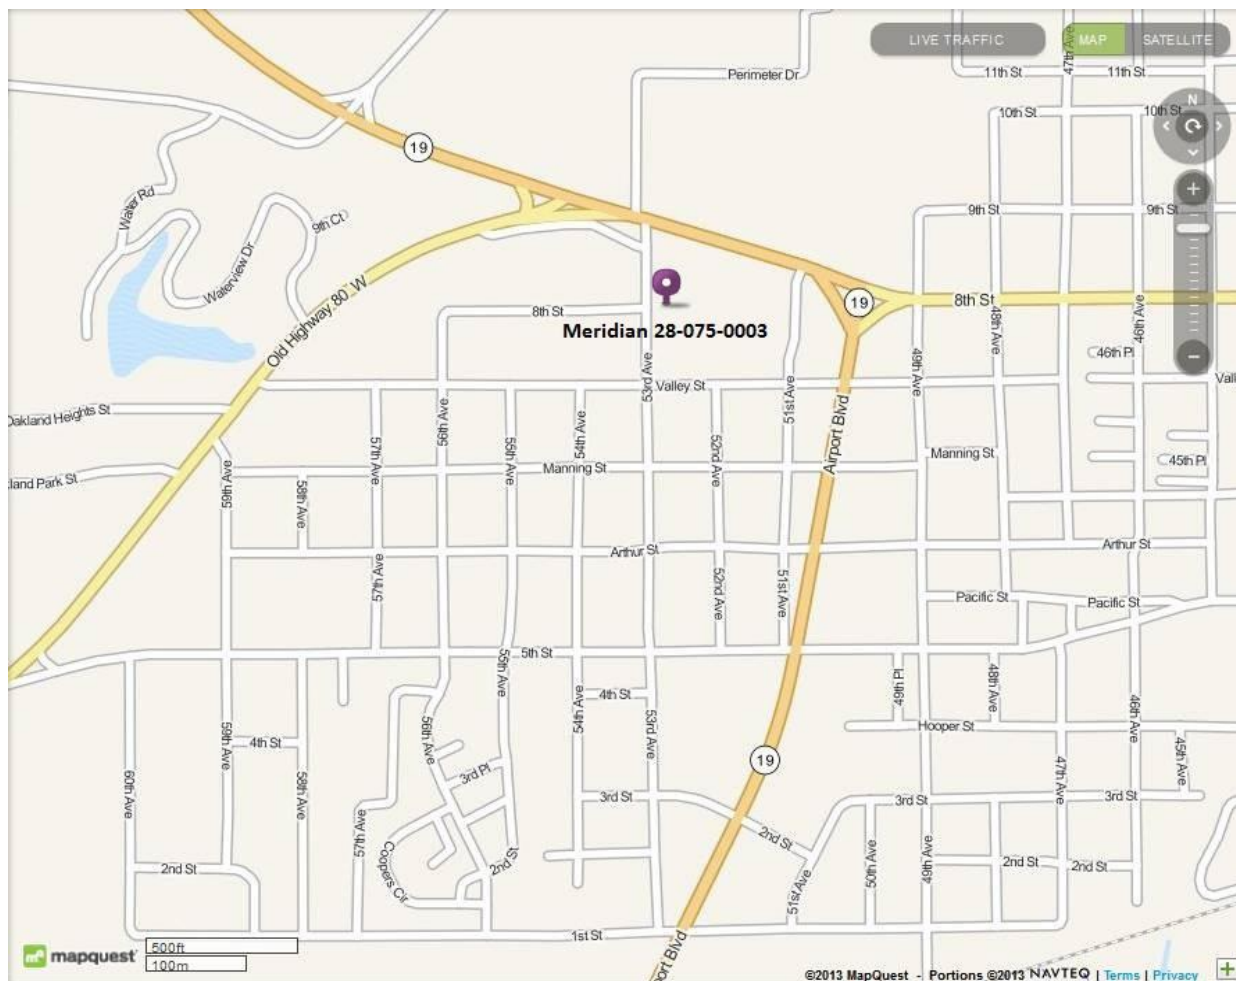 LIVE TRAFFIC
MAP
SATELLITE
47th Ave
Perimeter Dr
11th St
11th St
N
10th St
10th St
19
Water Rd
9th Ct
Waterview Dr
9th St
9th St
Old Highway 80 W
8th St
Meridian 28-075-0003
19
8th St
48th Ave
46th Ave
49th Ave
46th Pl
53rd Ave
Valley St
51st Ave
Oakland Heights St
56th Ave
54th Ave
57th Ave
55th Ave
52nd Ave
Airport Blvd
Manning St
Manning St
45th Pl
59th Ave
58th Ave
Arthur St
Arthur St
57th Ave
52nd Ave
51st Ave
Pacific St
Pacific St
5th St
55th Ave
49th Pl
48th Ave
54th Ave
4th St
53rd Ave
46th Ave
56th Ave
Hooper St
59th Ave
4th St
45th Ave
19
3rd Pl
47th Ave
60th Ave
58th Ave
3rd St
3rd St
3rd St
57th Ave
2nd St
Coopers Cir
2nd St
2nd St
50th Ave
49th Ave
2nd St
2nd St
51st Ave
1st St
mapquest
500ft
100m
©2013 MapQuest - Portions ©2013 NAVTEQ | Terms | Privacy